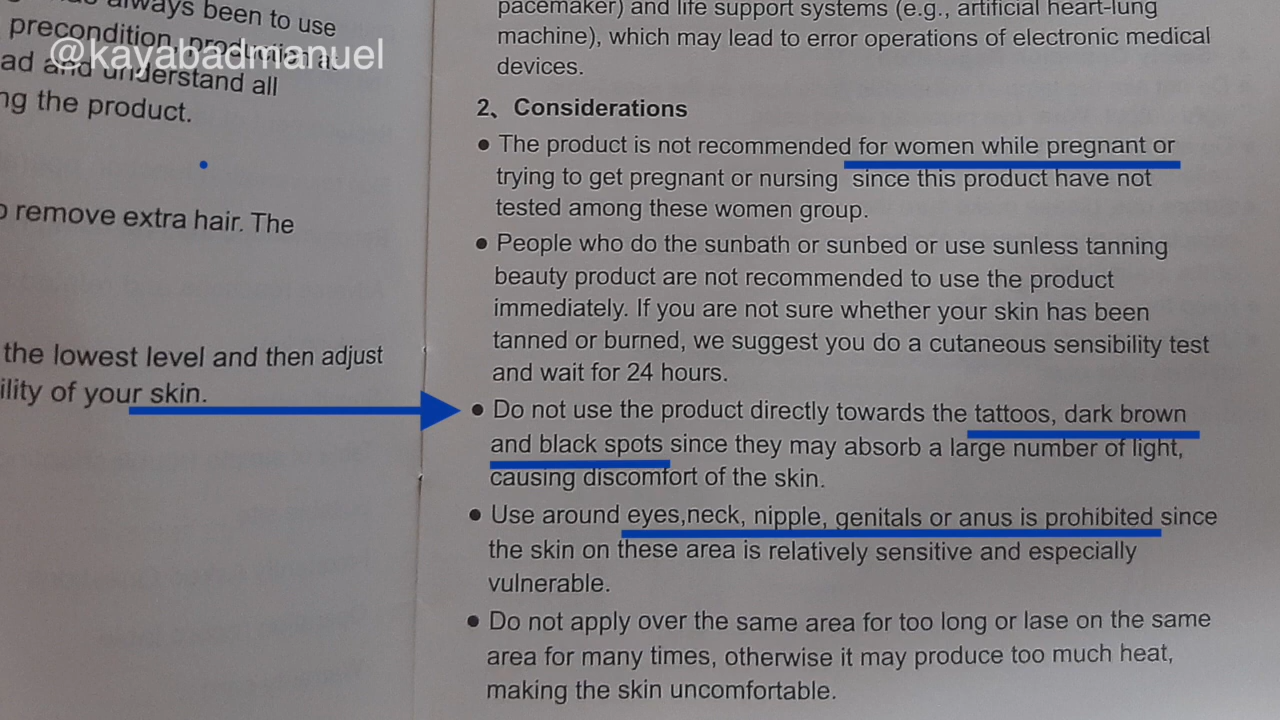 always been to use
precondition, production
ad and understand all
ng the product.
@kayabadmanuel
remove extra hair. The
the lowest level and then adjust
ility of your skin.
pacemaker) and life support systems (e.g., artificial heart-lung
machine), which may lead to error operations of electronic medical
devices.
2、Considerations
● The product is not recommended for women while pregnant or
trying to get pregnant or nursing since this product have not
tested among these women group.
● People who do the sunbath or sunbed or use sunless tanning
beauty product are not recommended to use the product
immediately. If you are not sure whether your skin has been
tanned or burned, we suggest you do a cutaneous sensibility test
and wait for 24 hours.
● Do not use the product directly towards the tattoos, dark brown
and black spots since they may absorb a large number of light,
causing discomfort of the skin.
● Use around eyes,neck, nipple, genitals or anus is prohibited since
the skin on these area is relatively sensitive and especially
vulnerable.
● Do not apply over the same area for too long or lase on the same
area for many times, otherwise it may produce too much heat,
making the skin uncomfortable.